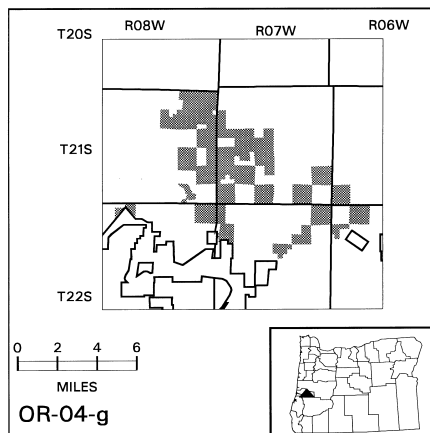 R08W R07W R06W
T20S
T21S
T22S
0 2 4 6
MILES
OR-04-g